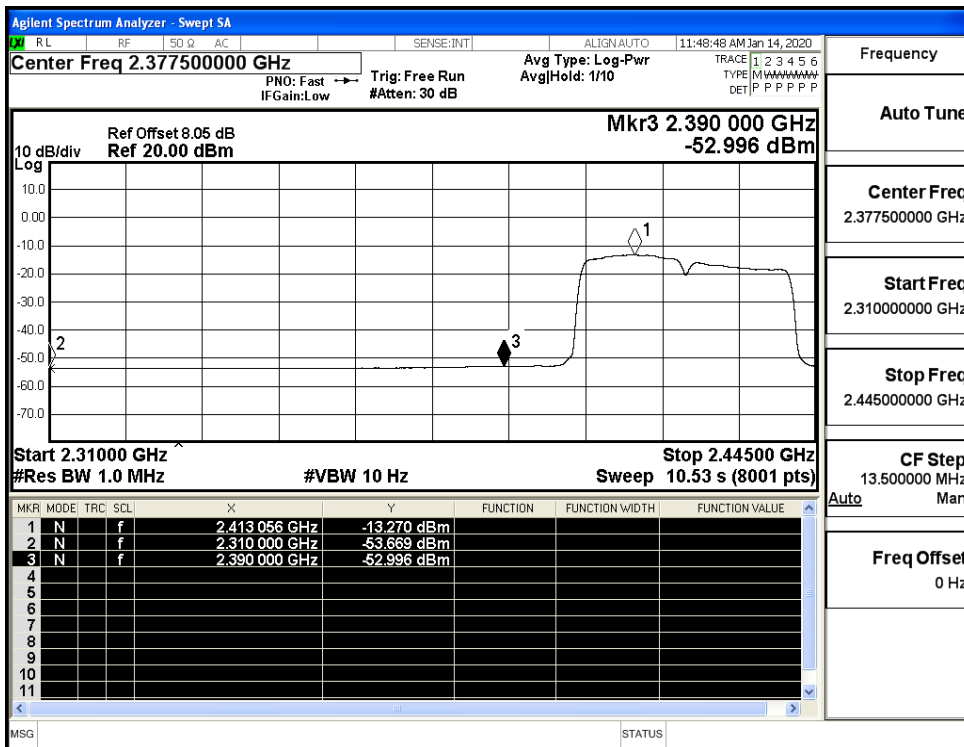 Agilent Spectrum Analyzer - Swept SA
LXI RL RF 50 Ω AC SENSE:INT ALIGNAUTO 11:48:48 AM Jan 14, 2020
Center Freq 2.377500000 GHz
PNO: Fast
IFGain:Low
Trig: Free Run
#Atten: 30 dB
Avg Type: Log-Pwr
Avg|Hold: 1/10
TRACE 1 2 3 4 5 6
TYPE M
DET P P P P P P
Ref Offset 8.05 dB
10 dB/div Ref 20.00 dBm
Log
Mkr3 2.390 000 GHz
-52.996 dBm
10.0
0.00
-10.0
-20.0
-30.0
-40.0
-50.0
-60.0
-70.0
1
2
3
Start 2.31000 GHz Stop 2.44500 GHz
#Res BW 1.0 MHz #VBW 10 Hz Sweep 10.53 s (8001 pts)
MKR MODE TRC SCL X Y FUNCTION FUNCTION WIDTH FUNCTION VALUE
1 N f 2.413 056 GHz -13.270 dBm
2 N f 2.310 000 GHz -53.669 dBm
3 N f 2.390 000 GHz -52.996 dBm
4
5
6
7
8
9
10
11
MSG STATUS
Frequency
Auto Tune
Center Freq
2.377500000 GHz
Start Freq
2.310000000 GHz
Stop Freq
2.445000000 GHz
CF Step
13.500000 MHz
Auto Man
Freq Offset
0 Hz